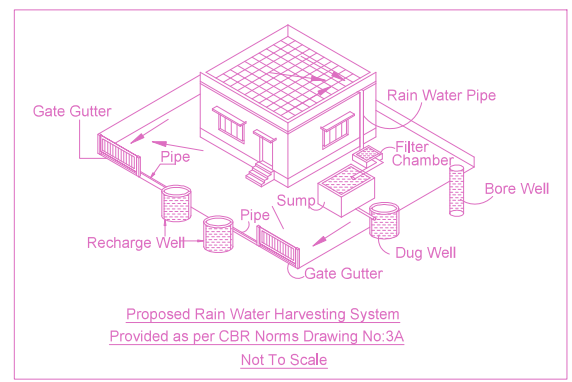 Gate Gutter
Rain Water Pipe
Pipe
Filter
Chamber
Bore Well
Sump
Pipe
Recharge Well
Dug Well
Gate Gutter
Proposed Rain Water Harvesting System
Provided as per CBR Norms Drawing No:3A
Not To Scale